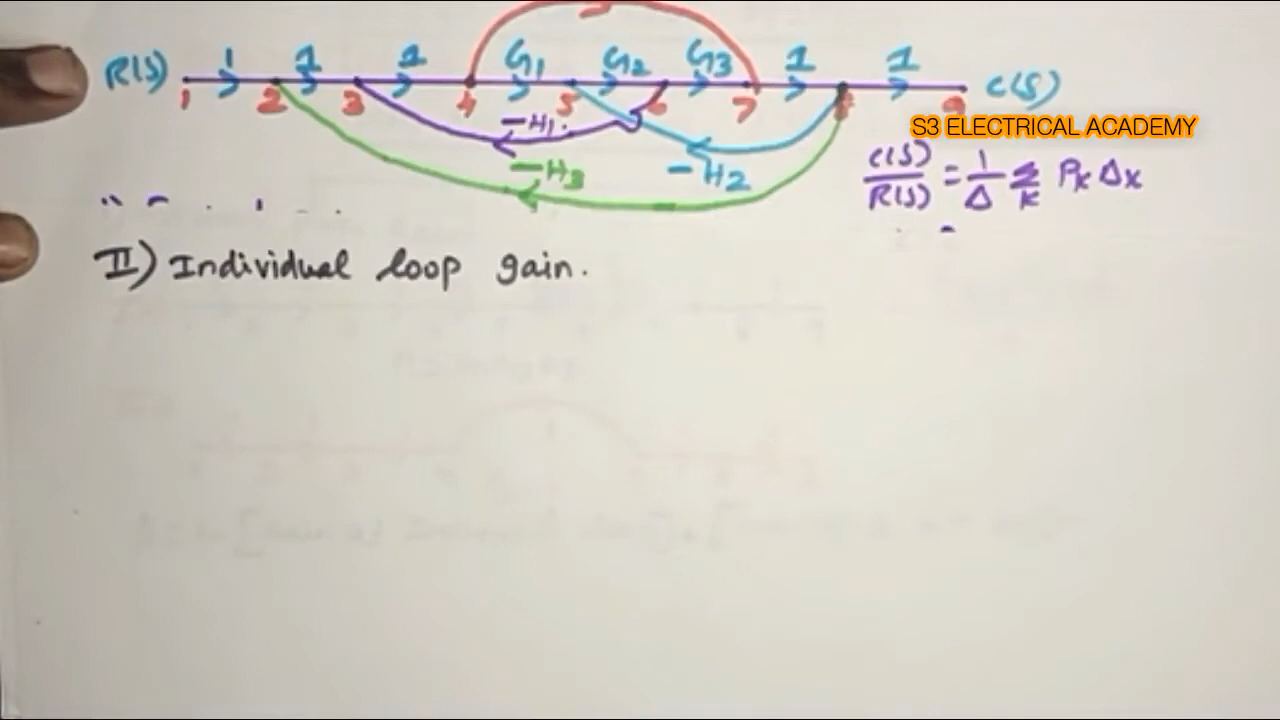 R(S) 1 1 1 G1 G2 G3 1 1 C(S)
1 2 3 4 5 6 7 8 9
-H1
-H3 -H2
S3 ELECTRICAL ACADEMY
C(S)/R(S) = 1/Δ Σ K PK ΔK
II) Individual loop gain.